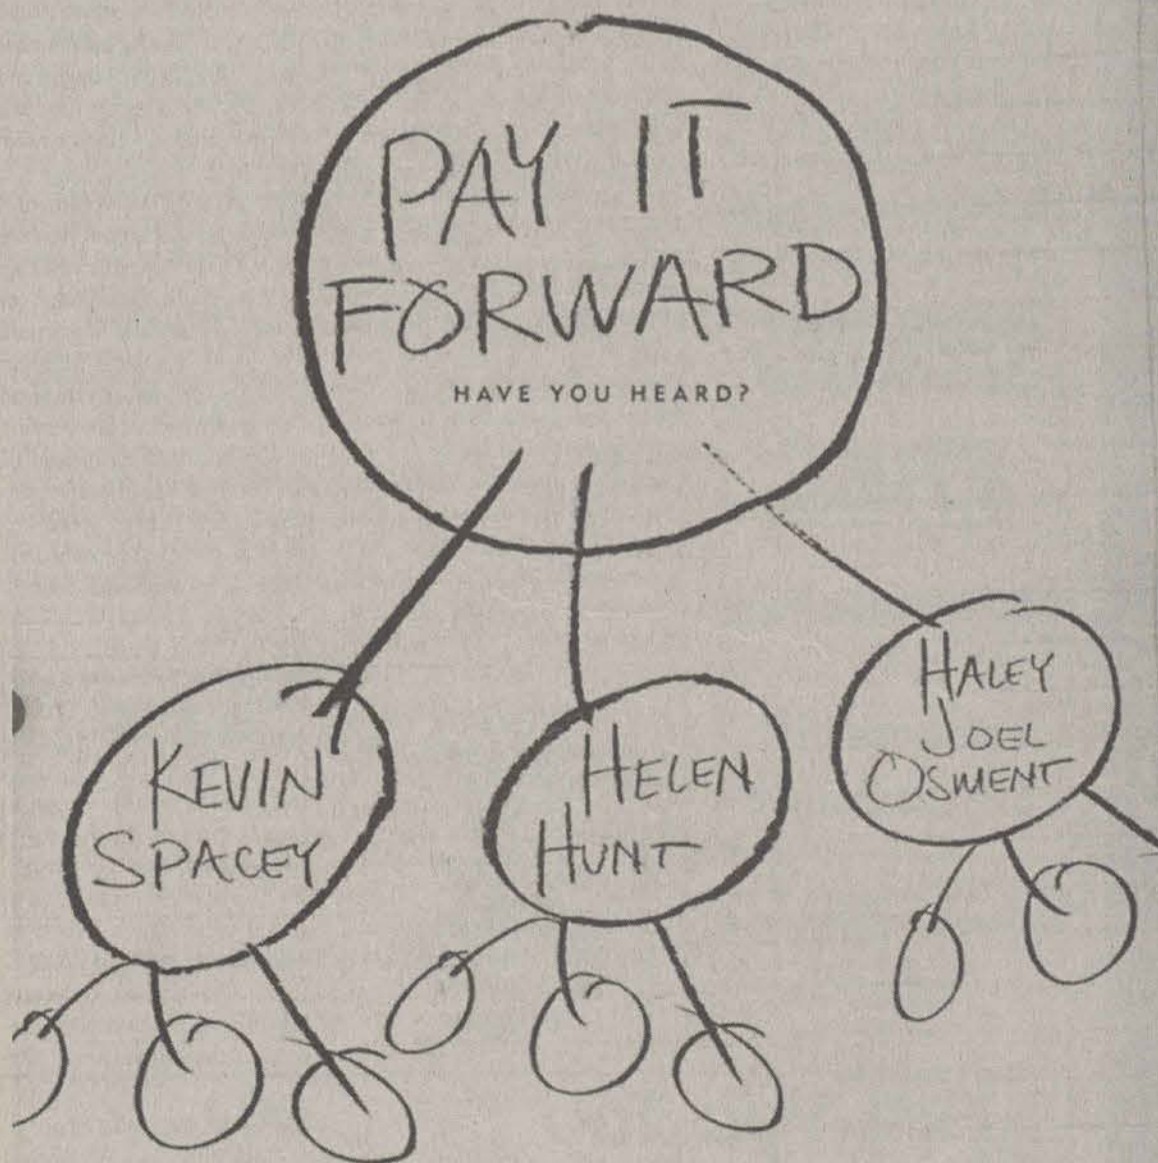 PAY IT
FORWARD
HAVE YOU HEARD?
KEVIN
SPACEY
HELEN
HUNT
HALEY
JOEL
OSMENT